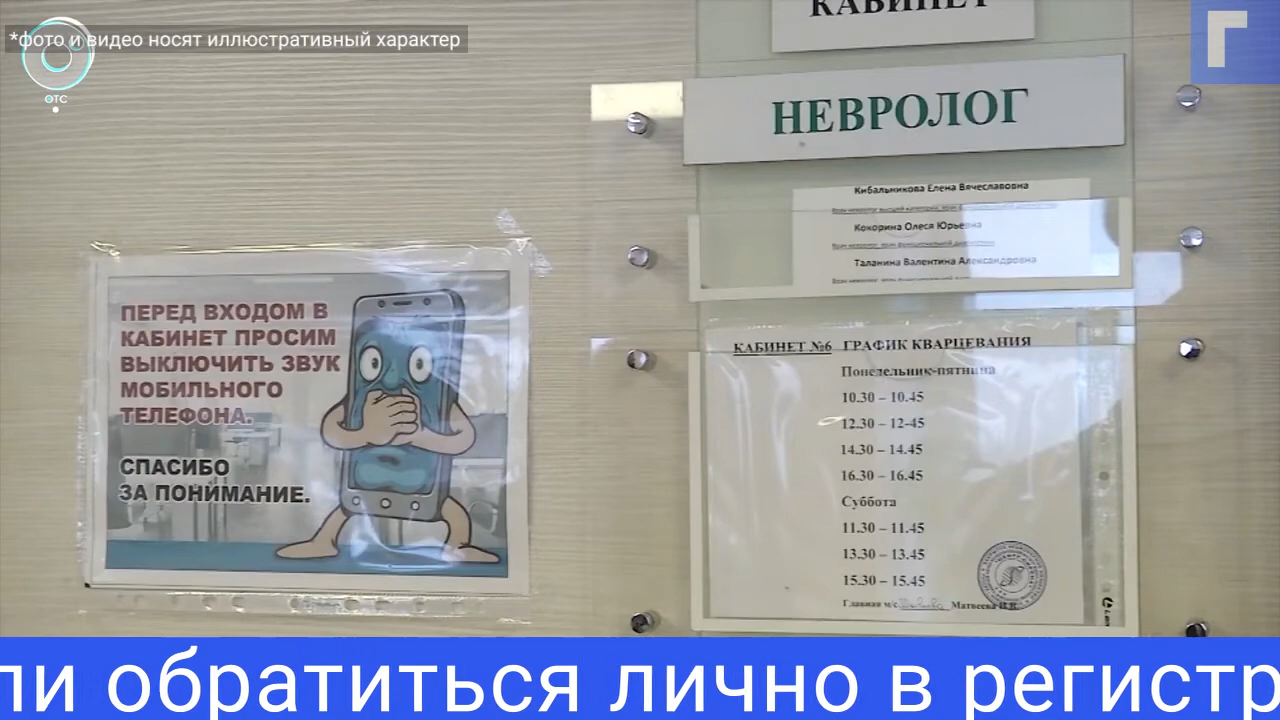 *фото и видео носят иллюстративный характер
ОТС
Г
КАБИНЕТ
НЕВРОЛОГ
Кибальникова Елена Вячеславовна
Кокорина Олеся Юрьевна
Таланина Валентина Александровна
ПЕРЕД ВХОДОМ В
КАБИНЕТ ПРОСИМ
ВЫКЛЮЧИТЬ ЗВУК
МОБИЛЬНОГО
ТЕЛЕФОНА.
СПАСИБО
ЗА ПОНИМАНИЕ.
КАБИНЕТ №6 ГРАФИК КВАРЦЕВАНИЯ
Понедельник-пятница
10.30 – 10.45
12.30 – 12-45
14.30 – 14.45
16.30 – 16.45
Суббота
11.30 – 11.45
13.30 – 13.45
15.30 – 15.45
Главная м/с Матвеева
ли обратиться лично в регистр